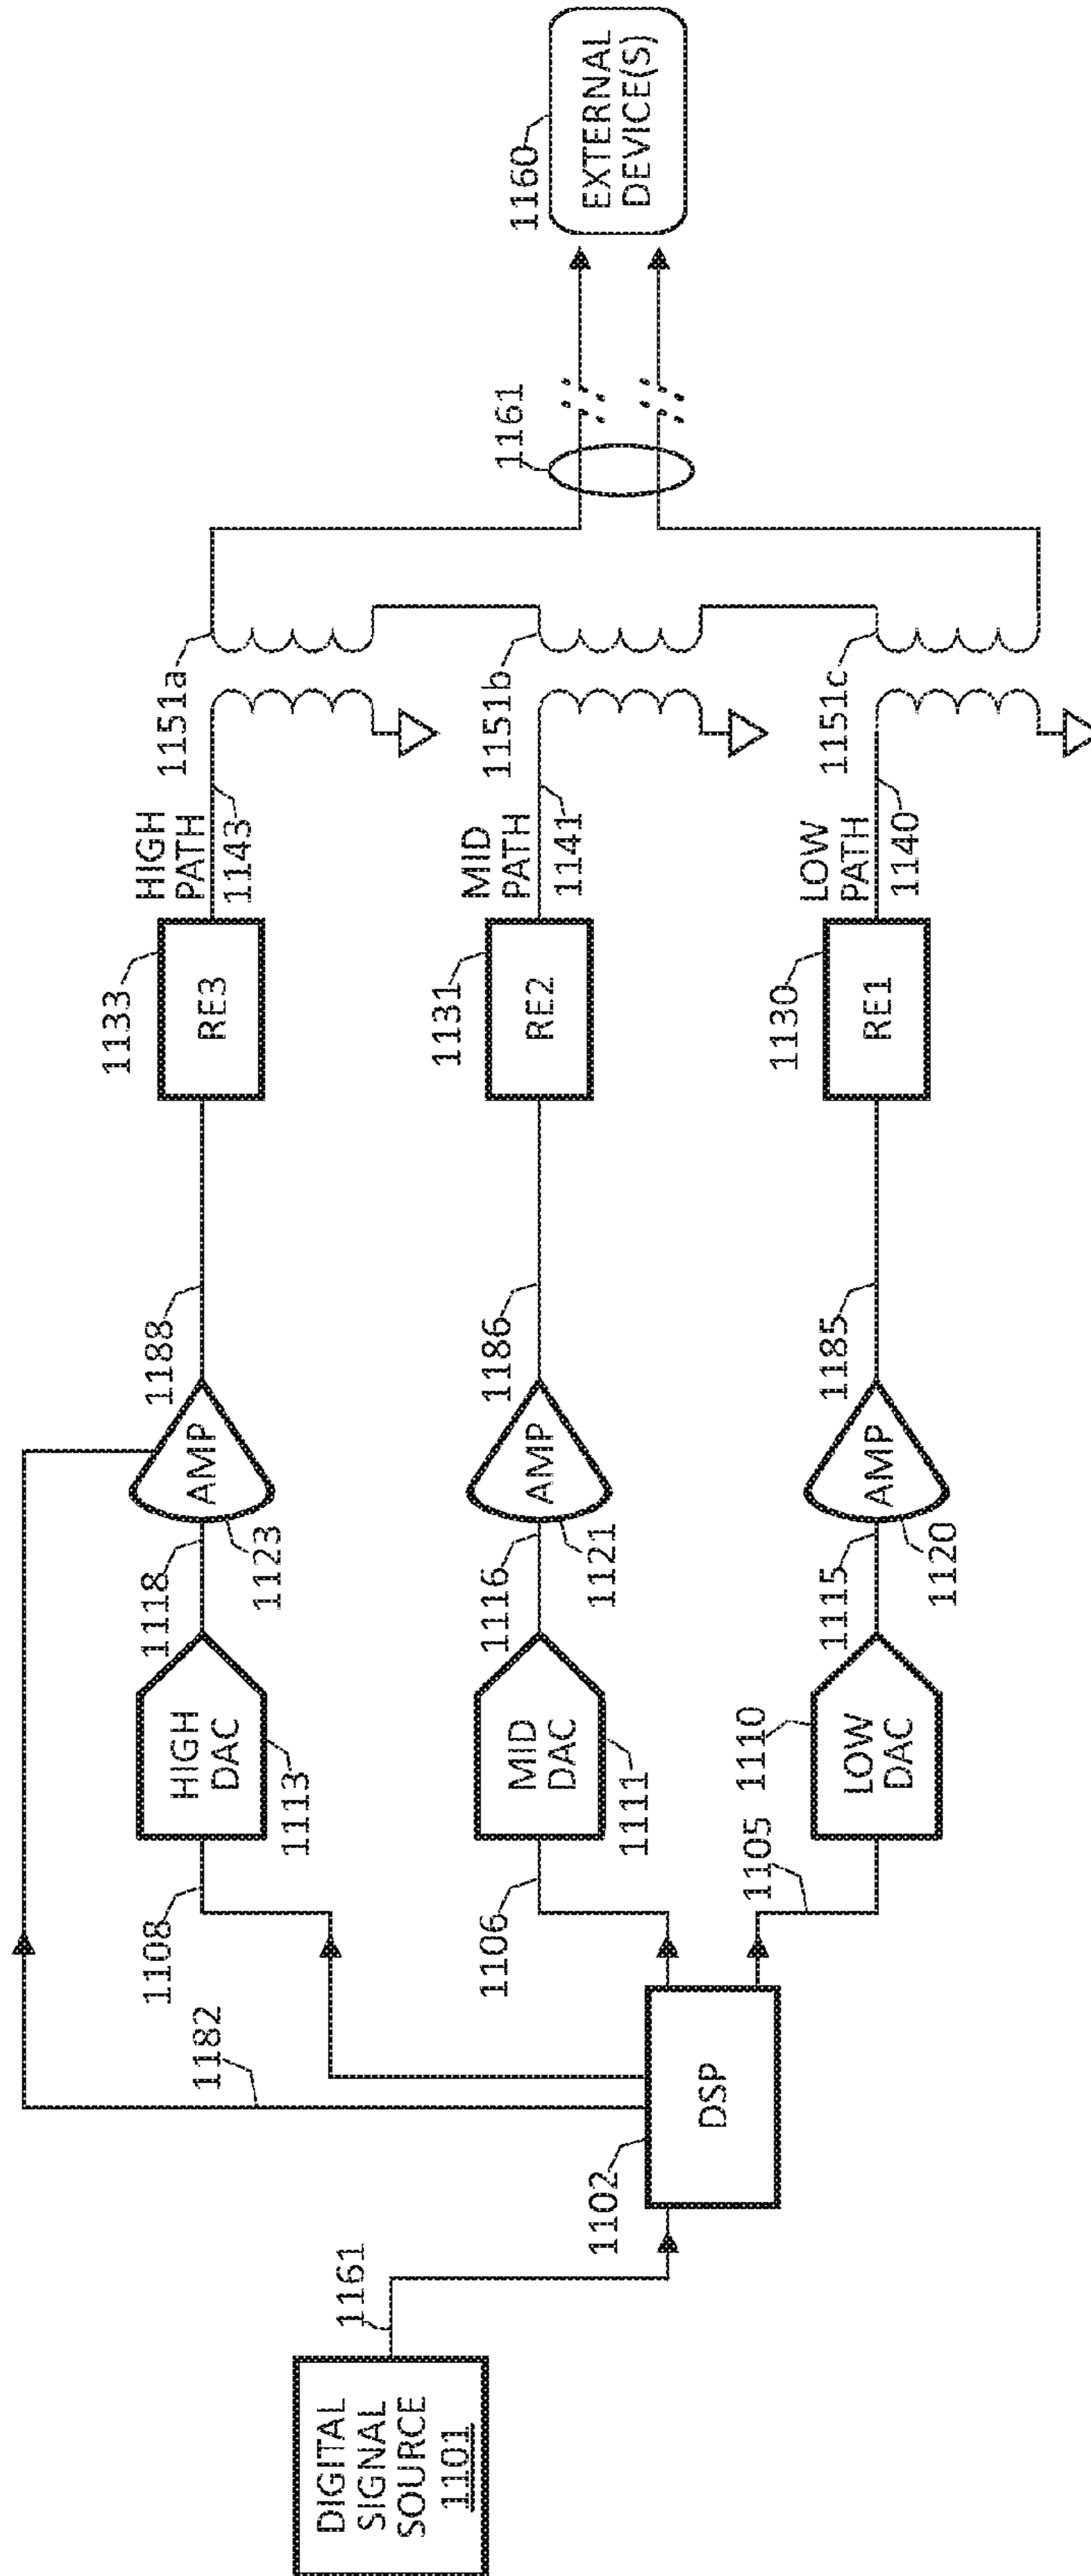 DIGITAL
SIGNAL
SOURCE
1101
1161
1102
DSP
1182
1108
1106
1105
HIGH
DAC
1113
MID
DAC
1111
LOW
DAC
1110
1118
1116
1115
AMP
1123
AMP
1121
AMP
1120
1188
1186
1185
1133
RE3
1131
RE2
1130
RE1
HIGH
PATH
1143
MID
PATH
1141
LOW
PATH
1140
1151a
1151b
1151c
1161
1160
EXTERNAL
DEVICE(S)